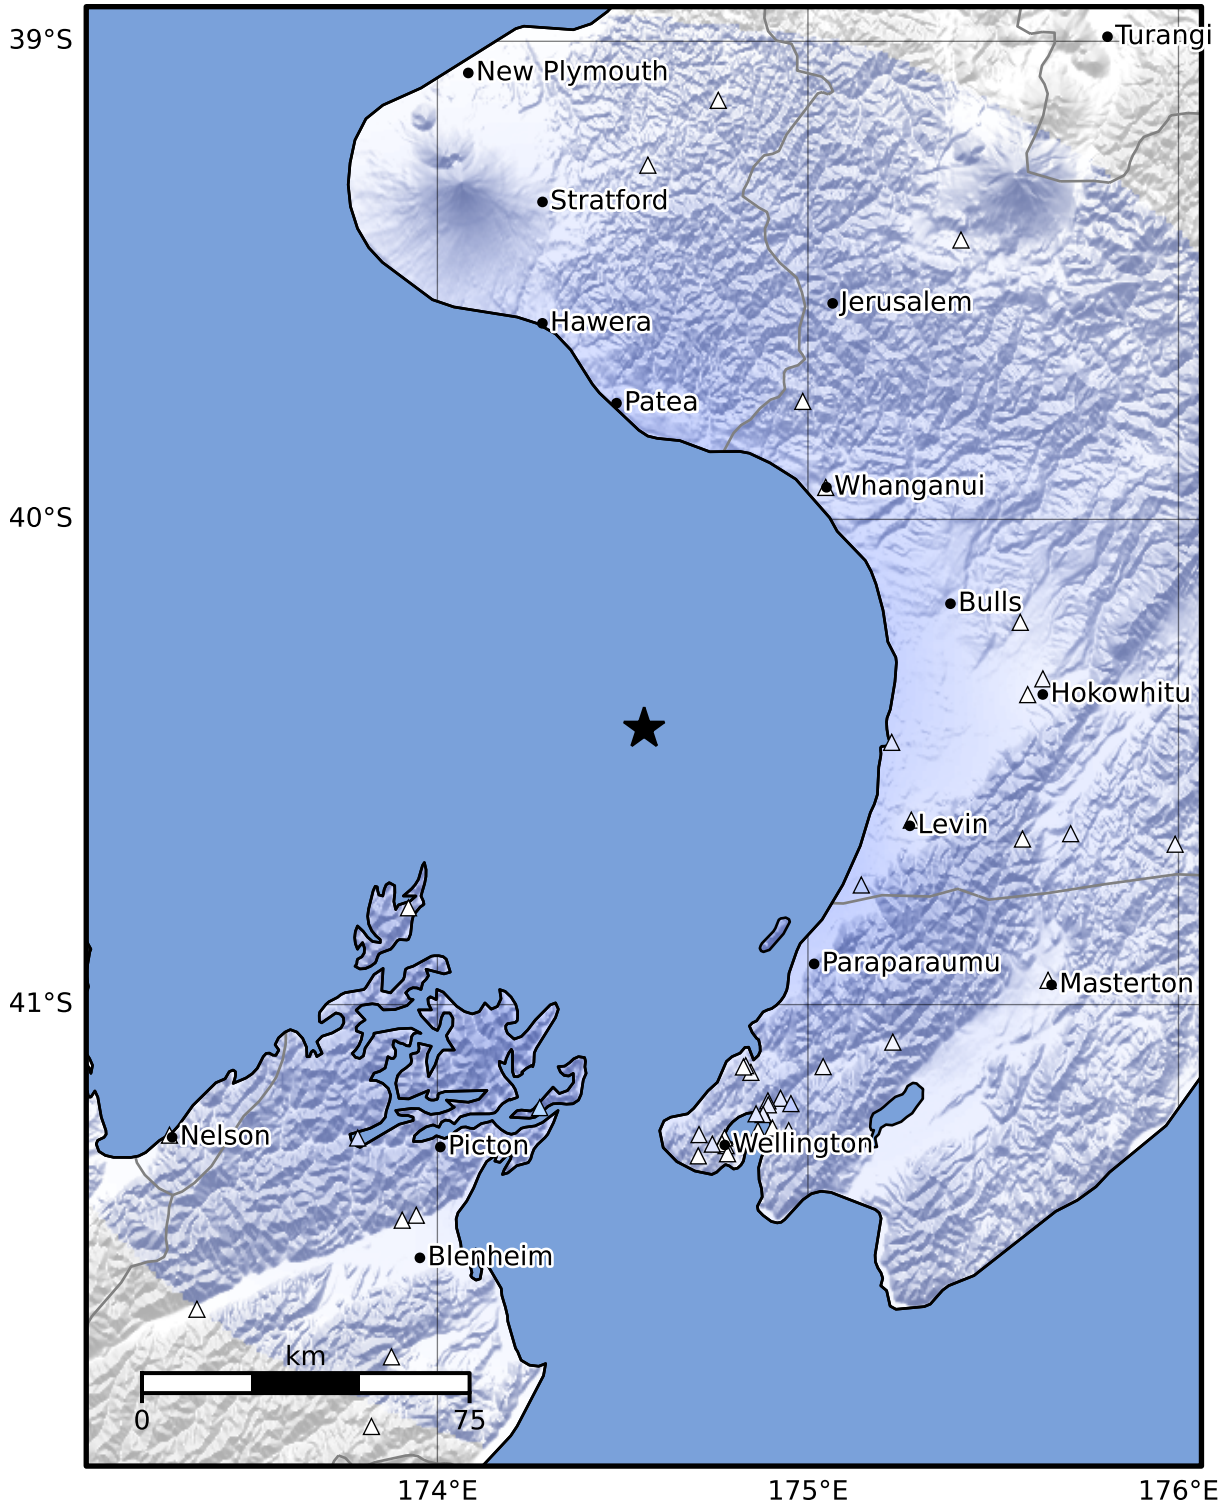 39°S
Turangi
New Plymouth
Stratford
Jerusalem
Hawera
Patea
Whanganui
40°S
Bulls
Hokowhitu
Levin
Paraparaumu
Masterton
41°S
Nelson
Picton
Wellington
Blenheim
km
0
75
174°E
175°E
176°E